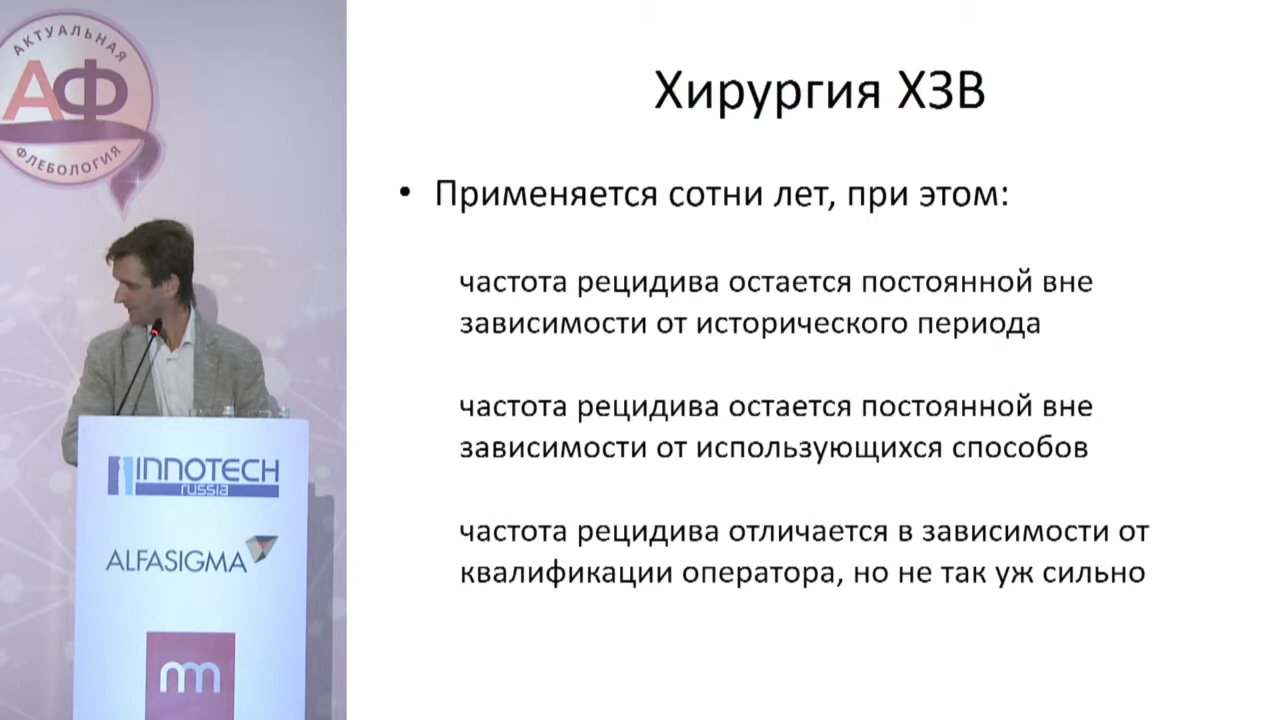 АКТУАЛЬНАЯ
АФ
ФЛЕБОЛОГИЯ
INNOTECH
russia
ALFASIGMA
Хирургия ХЗВ
• Применяется сотни лет, при этом:
частота рецидива остается постоянной вне
зависимости от исторического периода
частота рецидива остается постоянной вне
зависимости от использующихся способов
частота рецидива отличается в зависимости от
квалификации оператора, но не так уж сильно